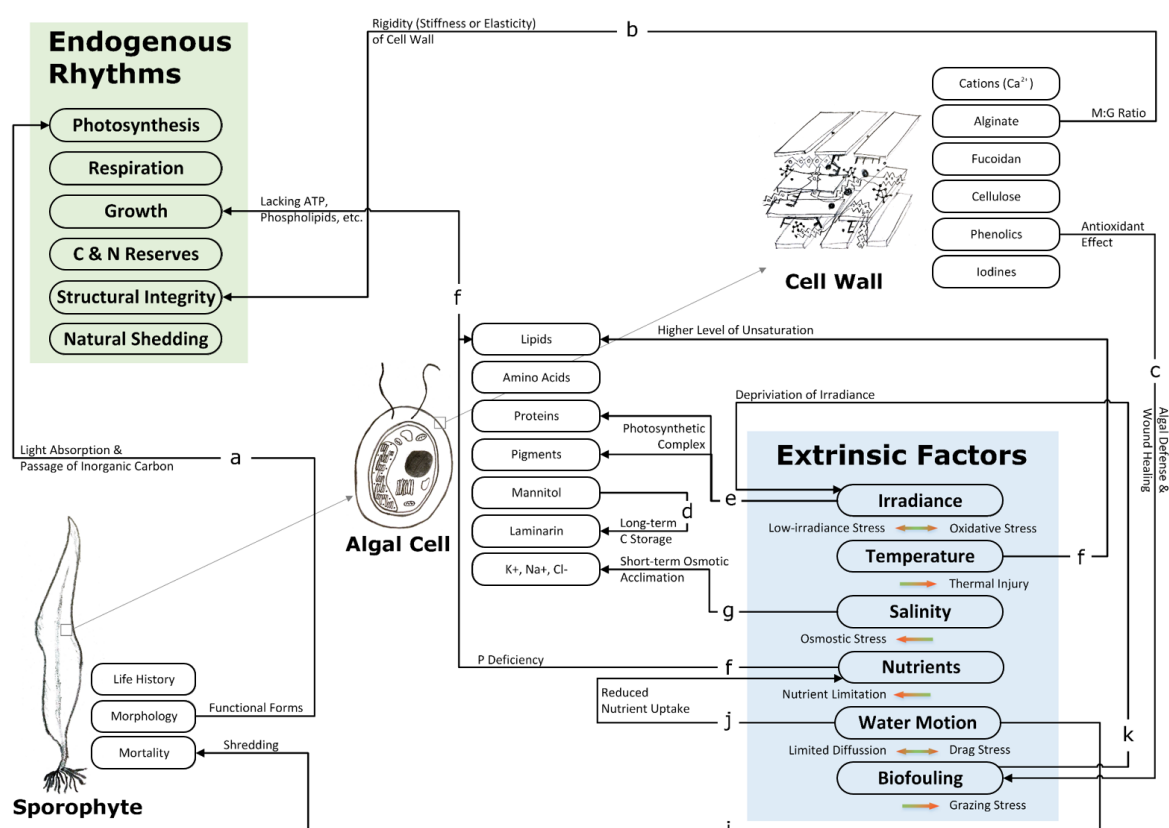 Rigidity (Stiffness or Elasticity)
of Cell Wall
b
Endogenous
Rhythms
Photosynthesis
Respiration
Growth
C & N Reserves
Structural Integrity
Natural Shedding
Lacking ATP,
Phospholipids, etc.
f
Cations (Ca²⁺)
Alginate
Fucoidan
Cellulose
Phenolics
Iodines
M:G Ratio
Antioxidant
Effect
Cell Wall
c
Algal Defense &
Wound Healing
Lipids
Amino Acids
Proteins
Pigments
Mannitol
Laminarin
K+, Na+, Cl-
Higher Level of Unsaturation
Depriviation of Irradiance
Photosynthetic
Complex
e
d
Long-term
C Storage
Short-term Osmotic
Acclimation
g
Algal Cell
Light Absorption &
Passage of Inorganic Carbon
a
Extrinsic Factors
Irradiance
Low-irradiance Stress
Oxidative Stress
Temperature
f
Thermal Injury
Salinity
Osmostic Stress
P Deficiency
f
Nutrients
Nutrient Limitation
Reduced
Nutrient Uptake
j
Water Motion
Limited Diffussion
Drag Stress
k
Biofouling
Grazing Stress
Life History
Morphology
Mortality
Functional Forms
Shredding
Sporophyte